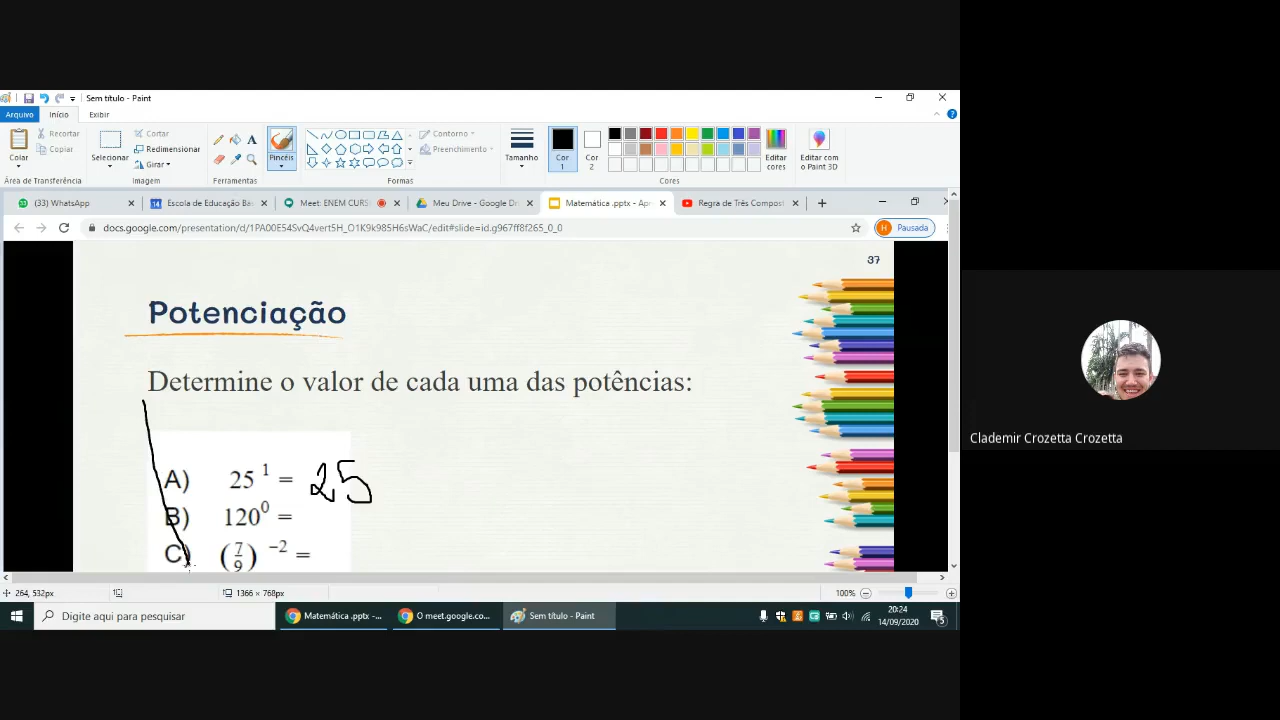 Sem título - Paint
Arquivo Início Exibir
Colar
Recortar
Copiar
Área de Transferência
Selecionar
Cortar
Redimensionar
Girar
Imagem
A
Ferramentas
Pincéis
Contorno
Preenchimento
Formas
Tamanho
Cor 1
Cor 2
Editar cores
Cores
Editar com o Paint 3D
(33) WhatsApp
14 Escola de Educação Bás
Meet: ENEM CURS
Meu Drive - Google Dr
Matemática .pptx - Apr
Regra de Três Compost
docs.google.com/presentation/d/1PA00E54SvQ4vert5H_O1K9k985H6sWaC/edit#slide=id.g967ff8f265_0_0
H Pausada
37
Potenciação
Determine o valor de cada uma das potências:
A) 25 ¹ = 25
B) 120⁰ =
C) (7/9) ⁻² =
Clademir Crozetta Crozetta
264, 532px
1366 × 768px
100%
Digite aqui para pesquisar
Matemática .pptx -...
O meet.google.co...
Sem título - Paint
20:24
14/09/2020
5